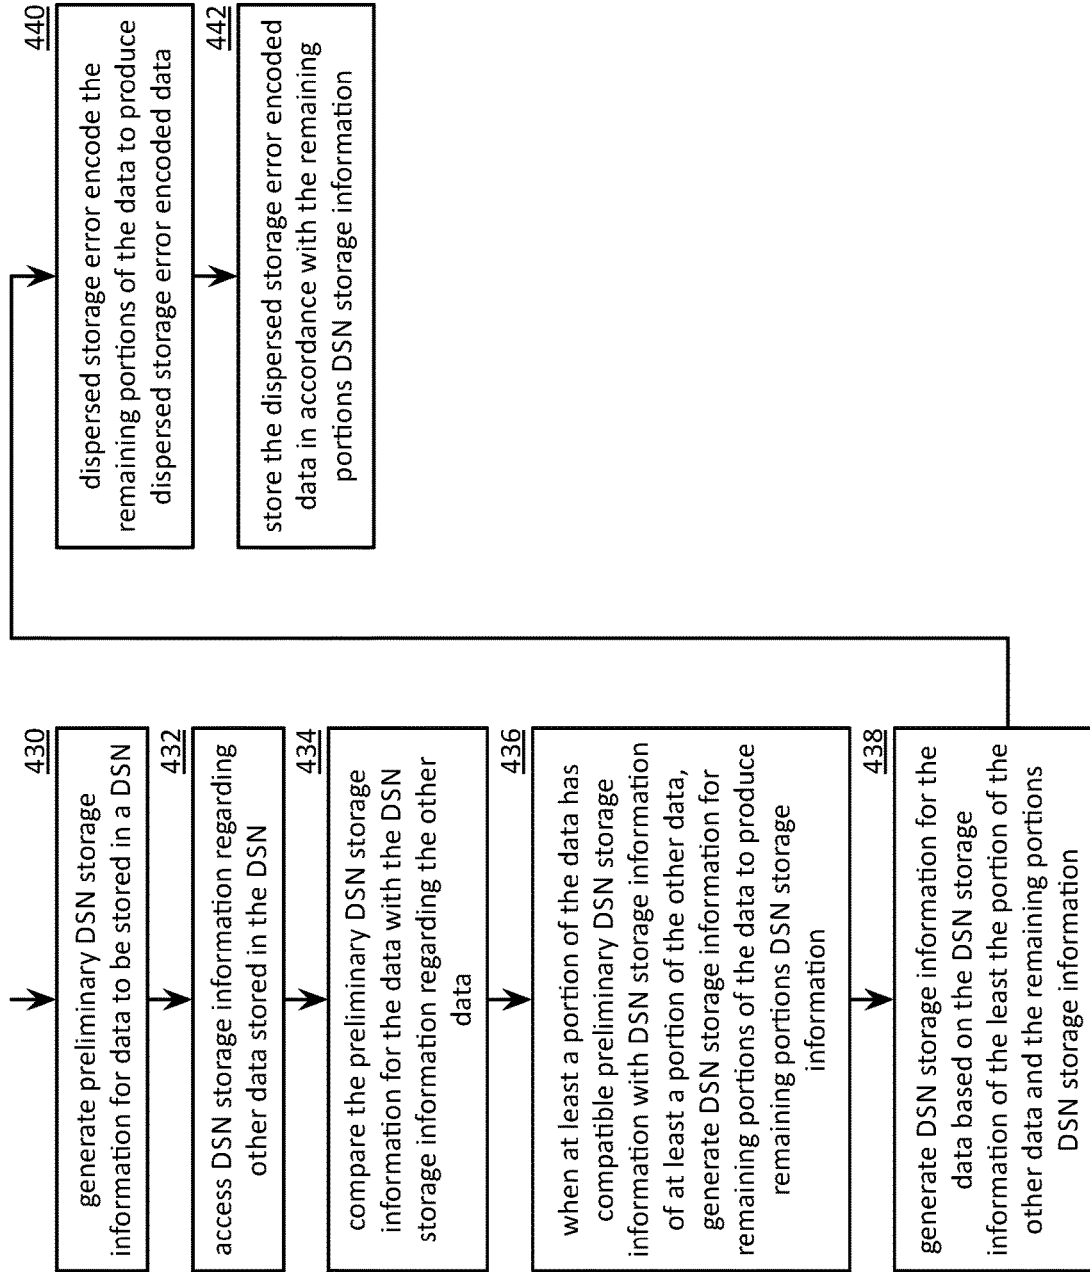 430
generate preliminary DSN storage
information for data to be stored in a DSN
432
access DSN storage information regarding
other data stored in the DSN
434
compare the preliminary DSN storage
information for the data with the DSN
storage information regarding the other
data
436
when at least a portion of the data has
compatible preliminary DSN storage
information with DSN storage information
of at least a portion of the other data,
generate DSN storage information for
remaining portions of the data to produce
remaining portions DSN storage
information
438
generate DSN storage information for the
data based on the DSN storage
information of the least the portion of the
other data and the remaining portions
DSN storage information
440
dispersed storage error encode the
remaining portions of the data to produce
dispersed storage error encoded data
442
store the dispersed storage error encoded
data in accordance with the remaining
portions DSN storage information